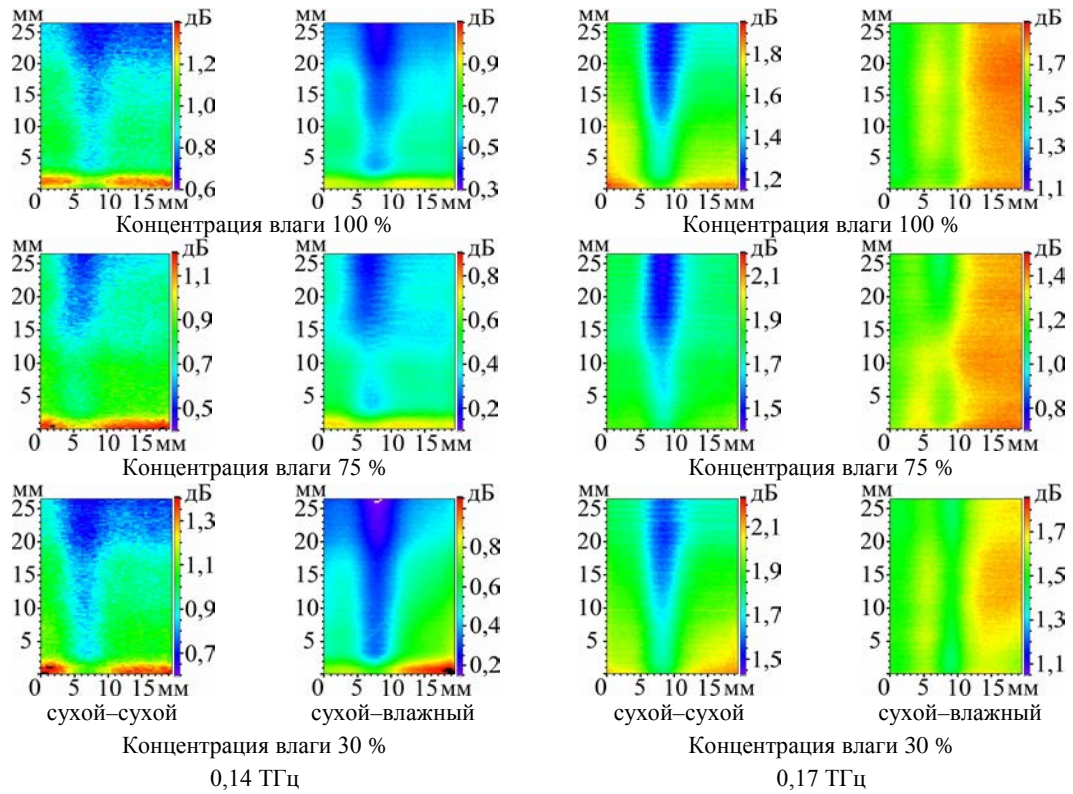 мм дБ мм дБ мм дБ мм дБ
25 20 15 10 5 1,2 1,0 0,8 0,6 25 20 15 10 5 0,9 0,7 0,5 0,3 25 20 15 10 5 1,8 1,6 1,4 1,2 25 20 15 10 5 1,7 1,5 1,3 1,1
0 5 10 15 мм 0 5 10 15 мм 0 5 10 15 мм 0 5 10 15 мм
Концентрация влаги 100 % Концентрация влаги 100 %
мм дБ мм дБ мм дБ мм дБ
25 20 15 10 5 1,1 0,9 0,7 0,5 25 20 15 10 5 0,8 0,6 0,4 0,2 25 20 15 10 5 2,1 1,9 1,7 1,5 25 20 15 10 5 1,4 1,2 1,0 0,8
0 5 10 15 мм 0 5 10 15 мм 0 5 10 15 мм 0 5 10 15 мм
Концентрация влаги 75 % Концентрация влаги 75 %
мм дБ мм дБ мм дБ мм дБ
25 20 15 10 5 1,3 1,1 0,9 0,7 25 20 15 10 5 0,8 0,6 0,4 0,2 25 20 15 10 5 2,1 1,9 1,7 1,5 25 20 15 10 5 1,7 1,5 1,3 1,1
0 5 10 15 мм 0 5 10 15 мм 0 5 10 15 мм 0 5 10 15 мм
сухой–сухой сухой–влажный сухой–сухой сухой–влажный
Концентрация влаги 30 % Концентрация влаги 30 %
0,14 ТГц 0,17 ТГц